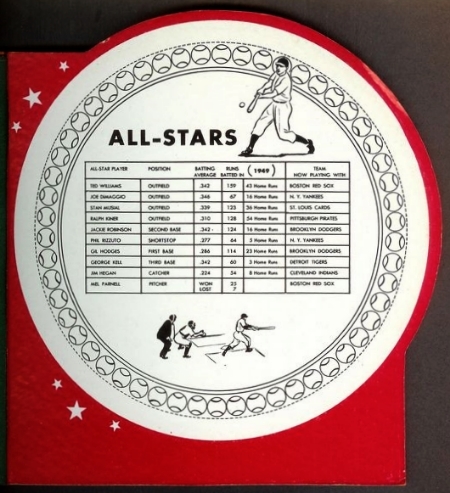 ALL-STARS
ALL-STAR PLAYER POSITION BATTING AVERAGE RUNS BATTED IN (1949) TEAM NOW PLAYING WITH
TED WILLIAMS OUTFIELD .343 159 43 Home Runs BOSTON RED SOX
JOE DiMAGGIO OUTFIELD .346 67 16 Home Runs N. Y. YANKEES
STAN MUSIAL OUTFIELD .339 123 36 Home Runs ST. LOUIS CARDS
RALPH KINER OUTFIELD .310 128 54 Home Runs PITTSBURGH PIRATES
JACKIE ROBINSON SECOND BASE .342 124 16 Home Runs BROOKLYN DODGERS
PHIL RIZZUTO SHORTSTOP .277 64 5 Home Runs N. Y. YANKEES
GIL HODGES FIRST BASE .286 114 23 Home Runs BROOKLYN DODGERS
GEORGE KELL THIRD BASE .342 60 3 Home Runs DETROIT TIGERS
JIM HEGAN CATCHER .224 54 8 Home Runs CLEVELAND INDIANS
MEL PARNELL PITCHER WON 25 BOSTON RED SOX
LOST 7